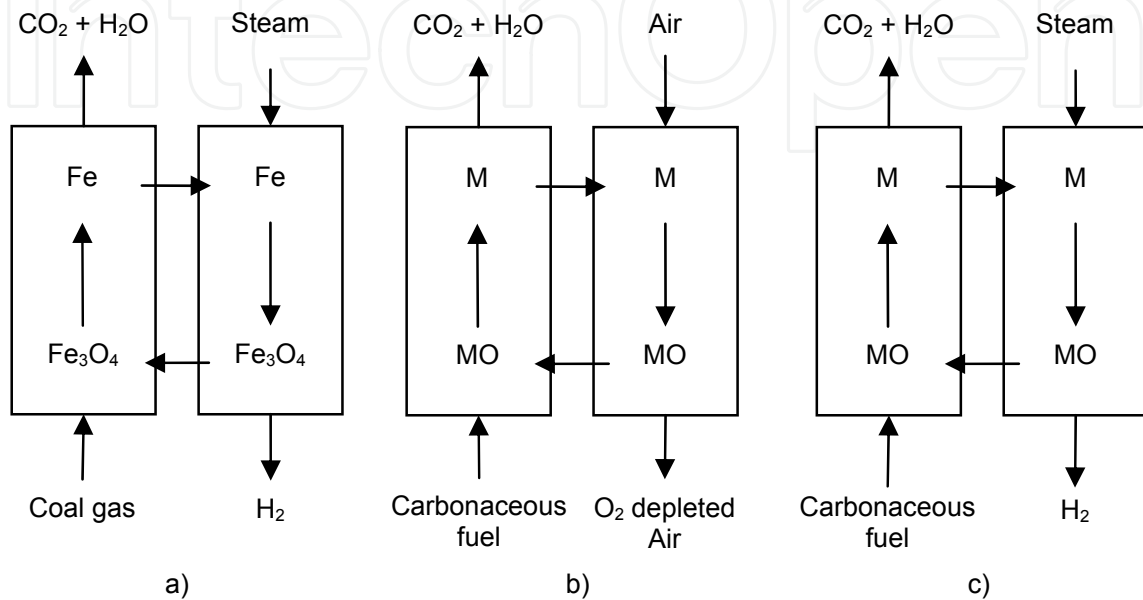 IntechOpen
CO₂ + H₂O
Steam
Fe
Fe
Fe₃O₄
Fe₃O₄
Coal gas
H₂
a)
CO₂ + H₂O
Air
M
M
MO
MO
Carbonaceous
fuel
O₂ depleted
Air
b)
CO₂ + H₂O
Steam
M
M
MO
MO
Carbonaceous
fuel
H₂
c)